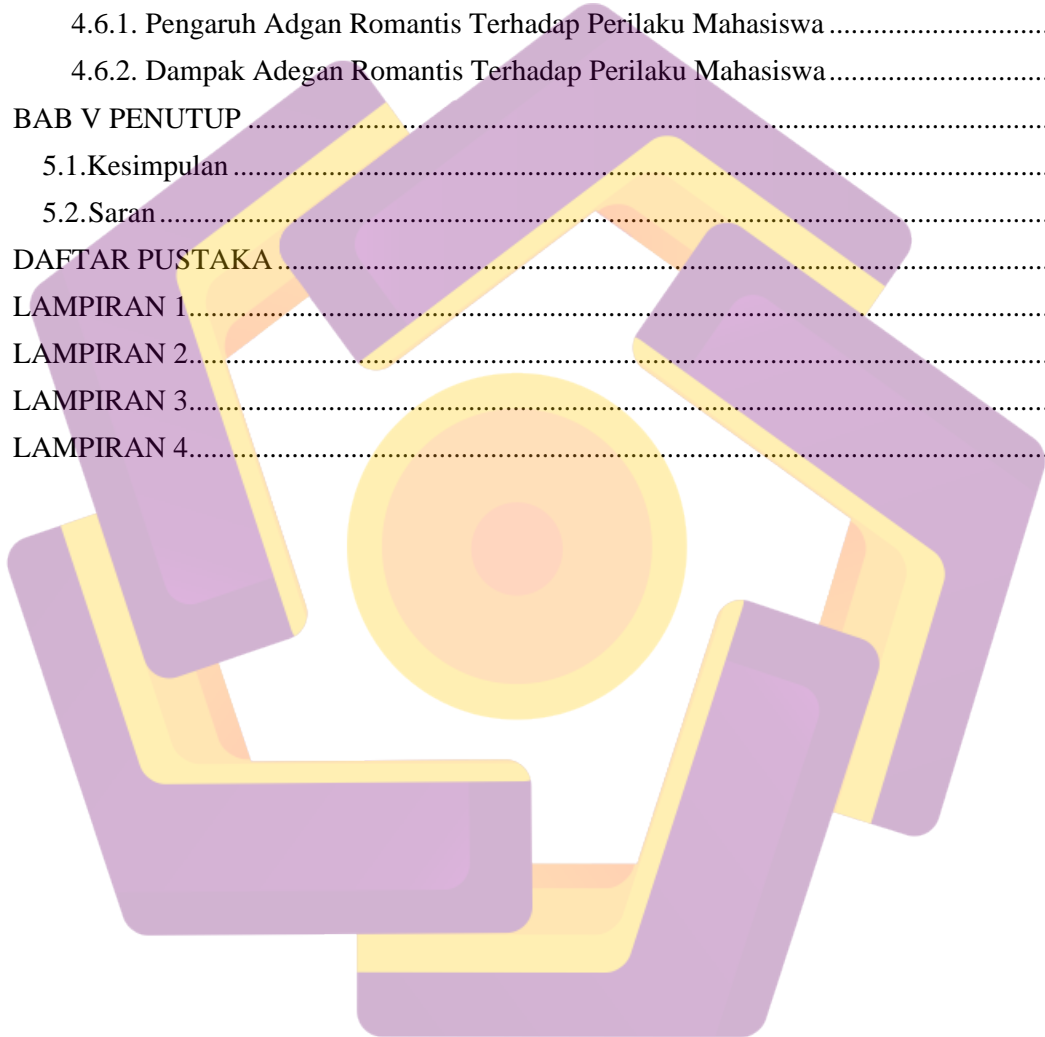 4.6.1. Pengaruh Adgan Romantis Terhadap Perilaku Mahasiswa ................................
4.6.2. Dampak Adegan Romantis Terhadap Perilaku Mahasiswa ................................
BAB V PENUTUP ................................
5.1.Kesimpulan ................................
5.2.Saran ................................
DAFTAR PUSTAKA ................................
LAMPIRAN 1 ................................
LAMPIRAN 2 ................................
LAMPIRAN 3 ................................
LAMPIRAN 4 ................................